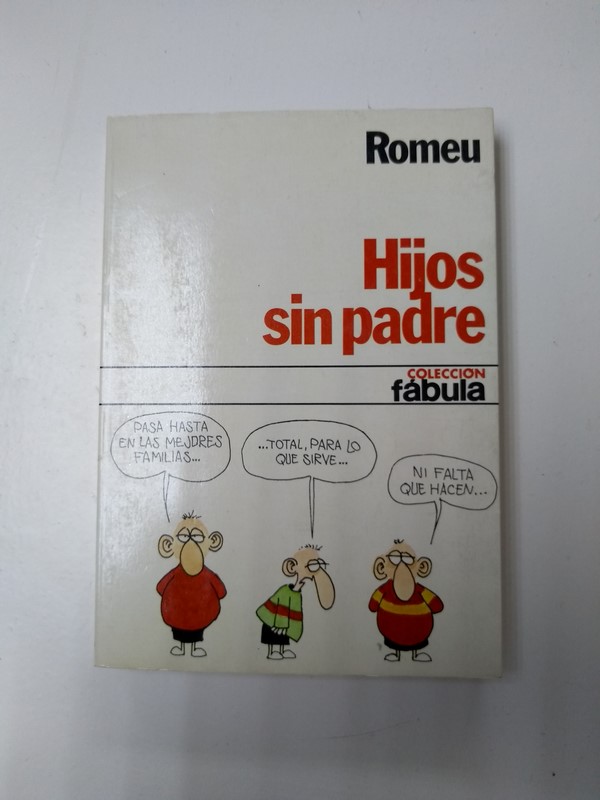 Romeu
Hijos
sin padre
COLECCIÓN
fábula
PASA HASTA
EN LAS MEJORES
FAMILIAS...
...TOTAL, PARA LO
QUE SIRVE...
NI FALTA
QUE HACEN...